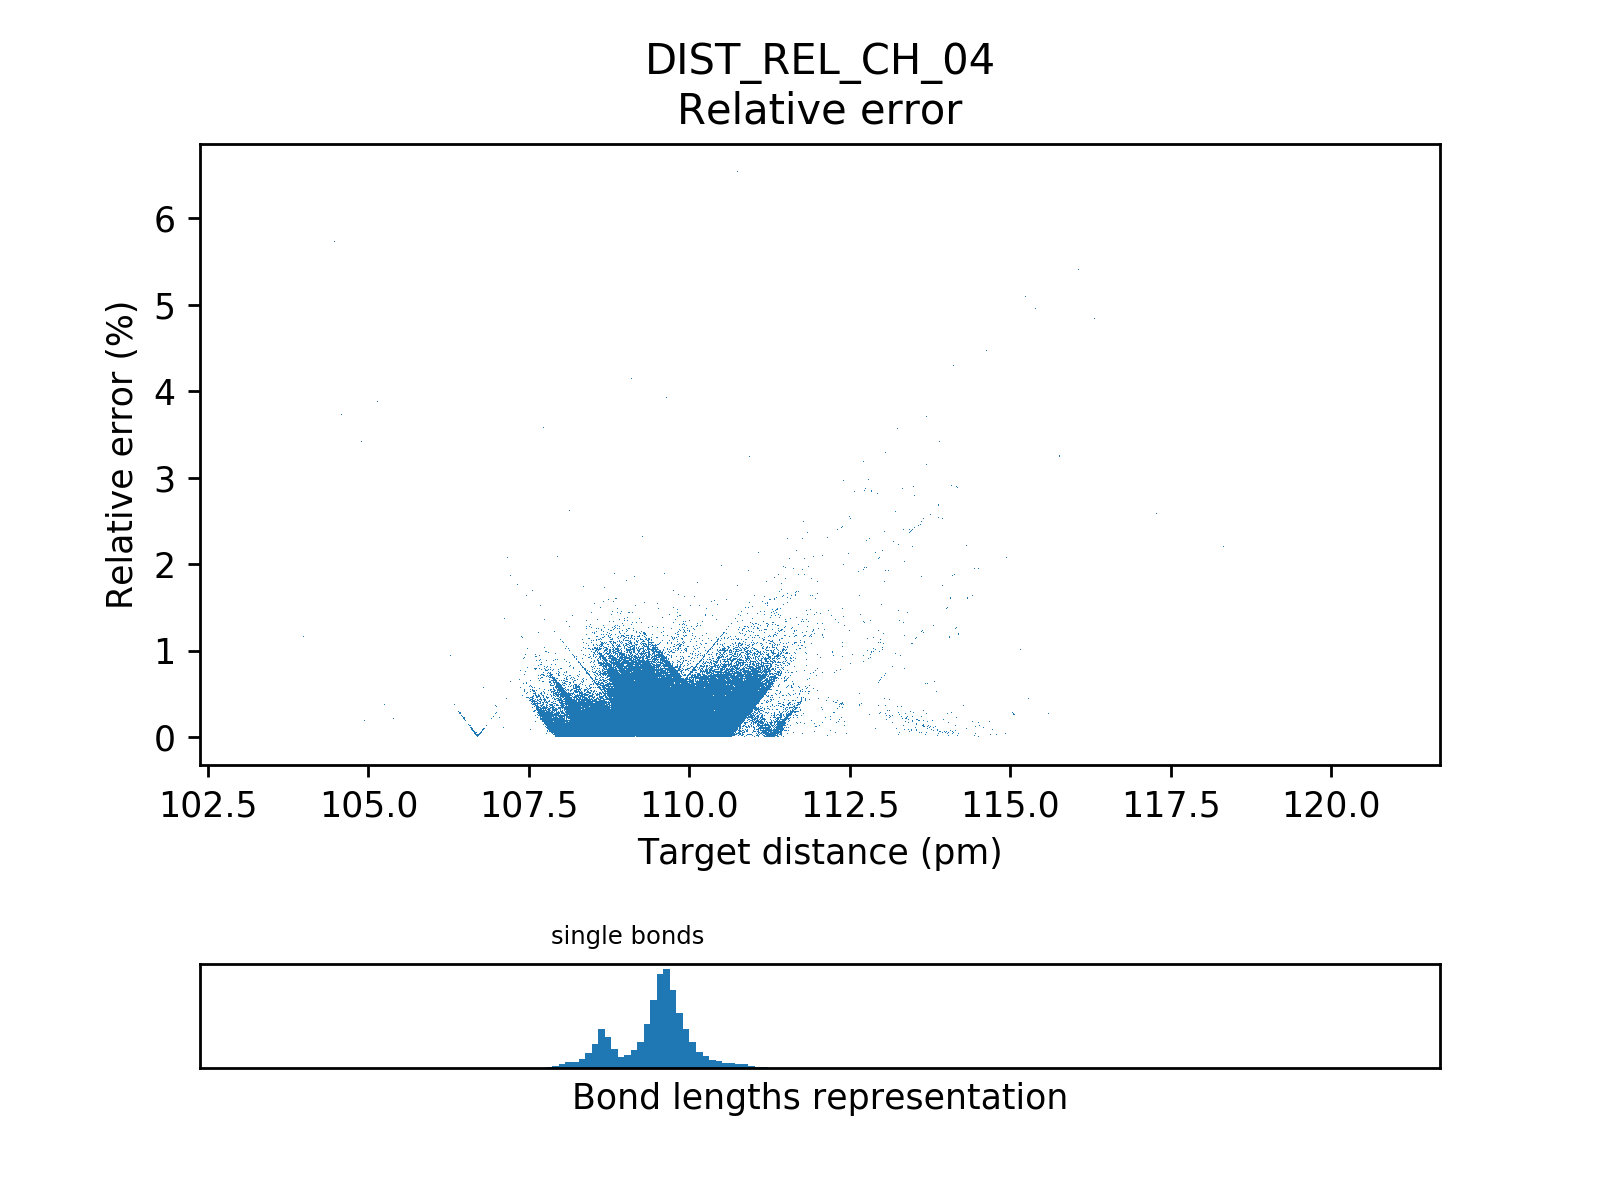 DIST_REL_CH_04
Relative error
Relative error (%)
6
5
4
3
2
1
0
102.5 105.0 107.5 110.0 112.5 115.0 117.5 120.0
Target distance (pm)
single bonds
Bond lengths representation